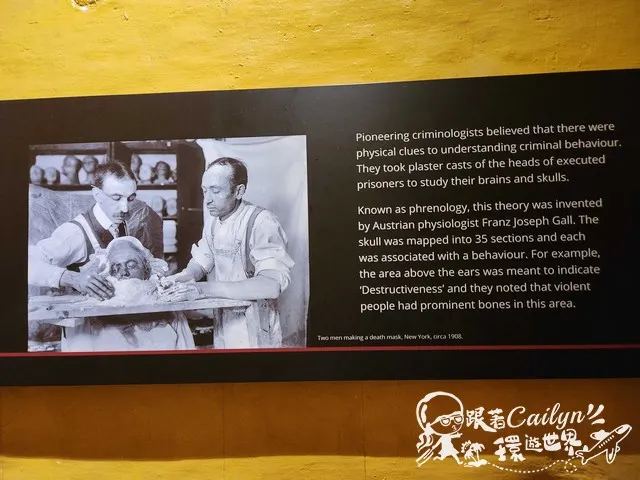 Pioneering criminologists believed that there were
physical clues to understanding criminal behaviour.
They took plaster casts of the heads of executed
prisoners to study their brains and skulls.
Known as phrenology, this theory was invented
by Austrian physiologist Franz Joseph Gall. The
skull was mapped into 35 sections and each
was associated with a behaviour. For example,
the area above the ears was meant to indicate
‘Destructiveness’ and they noted that violent
people had prominent bones in this area.
Two men making a death mask, New York, circa 1908.
跟著Cailyn
環遊世界